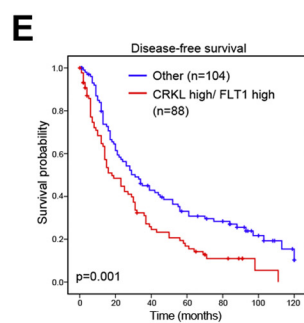 E
Disease-free survival
Other (n=104)
CRKL high/ FLT1 high
(n=88)
Survival probability
1.0
0.8
0.6
0.4
0.2
0.0
p=0.001
0 20 40 60 80 100 120
Time (months)